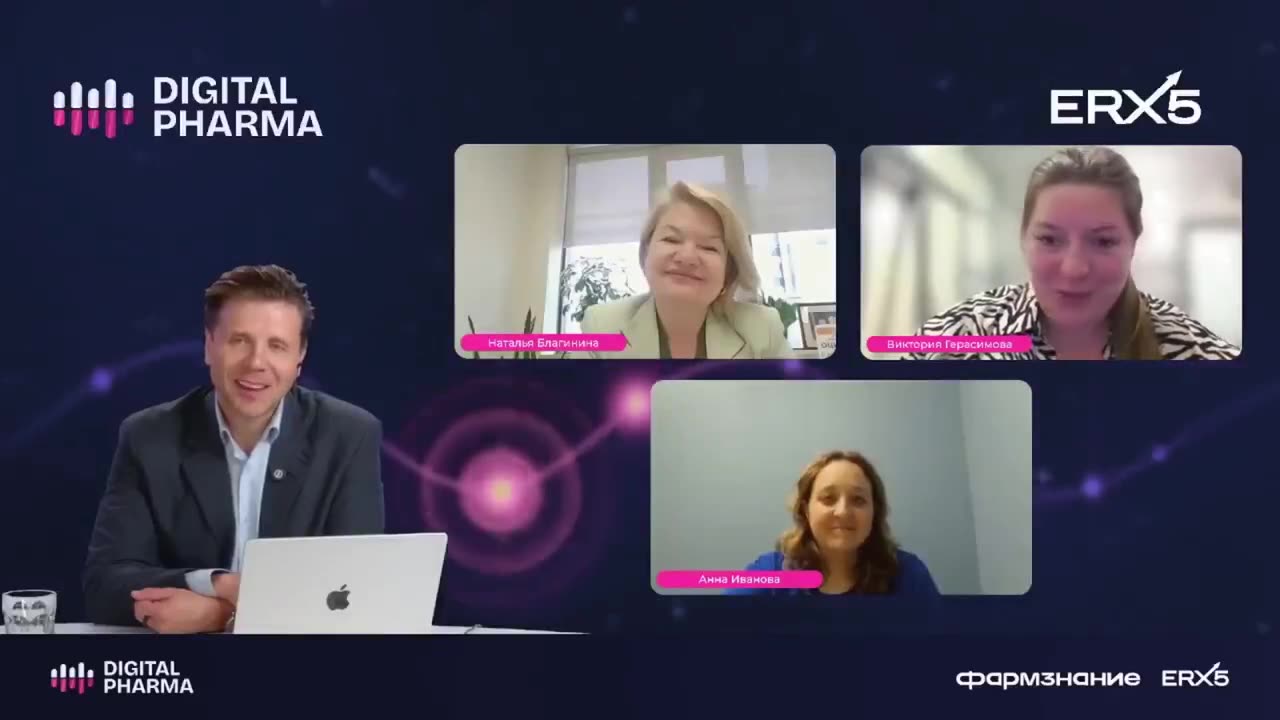 DIGITAL
PHARMA
ERX5
Наталья Благинина
Виктория Герасимова
Анна Иванова
DIGITAL
PHARMA
фармзнание
ERX5